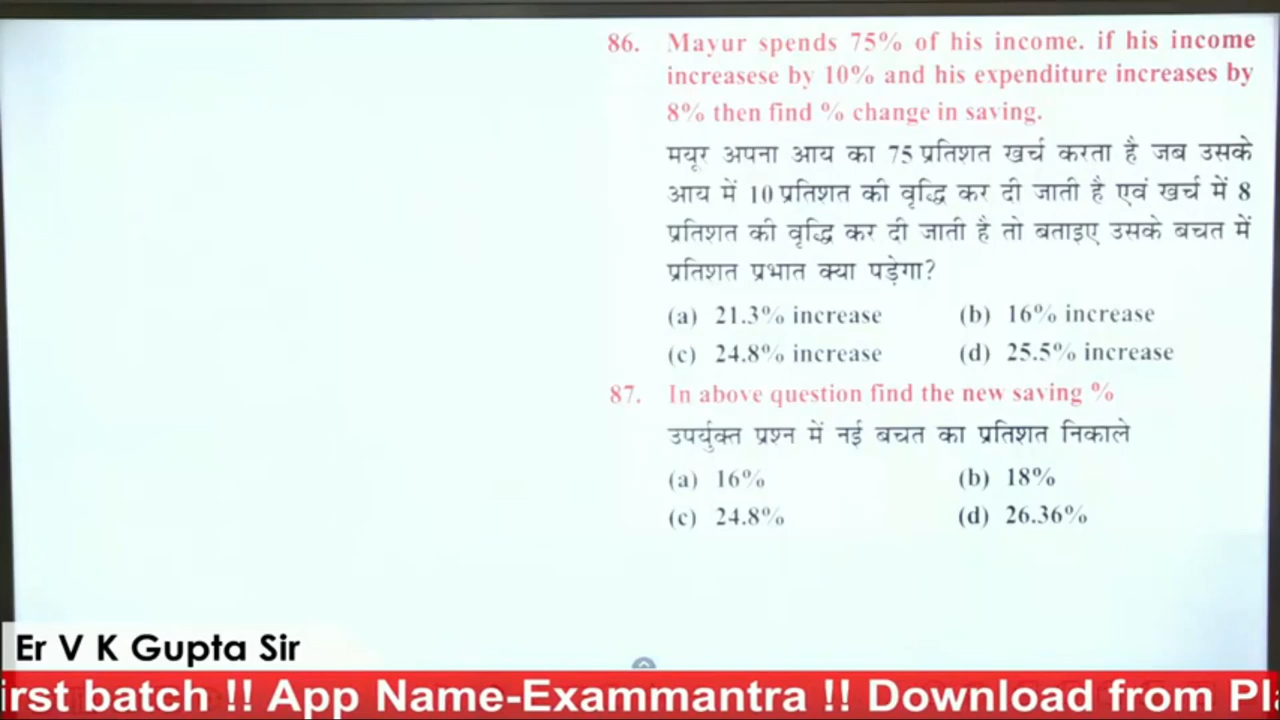 86. Mayur spends 75% of his income. if his income
increasese by 10% and his expenditure increases by
8% then find % change in saving.
मयूर अपना आय का 75 प्रतिशत खर्च करता है जब उसके
आय में 10 प्रतिशत की वृद्धि कर दी जाती है एवं खर्च में 8
प्रतिशत की वृद्धि कर दी जाती है तो बताइए उसके बचत में
प्रतिशत प्रभात क्या पड़ेगा?
(a) 21.3% increase (b) 16% increase
(c) 24.8% increase (d) 25.5% increase
87. In above question find the new saving %
उपर्युक्त प्रश्न में नई बचत का प्रतिशत निकाले
(a) 16% (b) 18%
(c) 24.8% (d) 26.36%
Er V K Gupta Sir
irst batch !! App Name-Exammantra !! Download from Pl